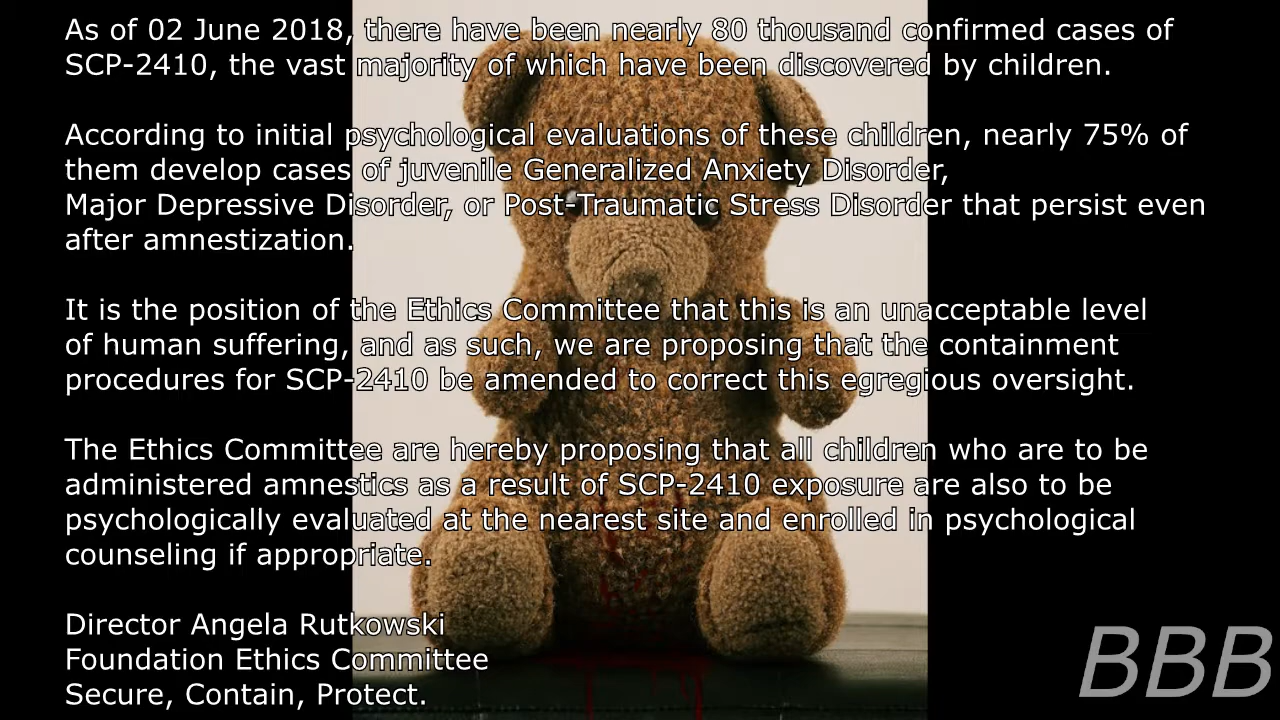 As of 02 June 2018, there have been nearly 80 thousand confirmed cases of
SCP-2410, the vast majority of which have been discovered by children.
According to initial psychological evaluations of these children, nearly 75% of
them develop cases of juvenile Generalized Anxiety Disorder,
Major Depressive Disorder, or Post-Traumatic Stress Disorder that persist even
after amnestization.
It is the position of the Ethics Committee that this is an unacceptable level
of human suffering, and as such, we are proposing that the containment
procedures for SCP-2410 be amended to correct this egregious oversight.
The Ethics Committee are hereby proposing that all children who are to be
administered amnestics as a result of SCP-2410 exposure are also to be
psychologically evaluated at the nearest site and enrolled in psychological
counseling if appropriate.
Director Angela Rutkowski
Foundation Ethics Committee
Secure, Contain, Protect.
BBB